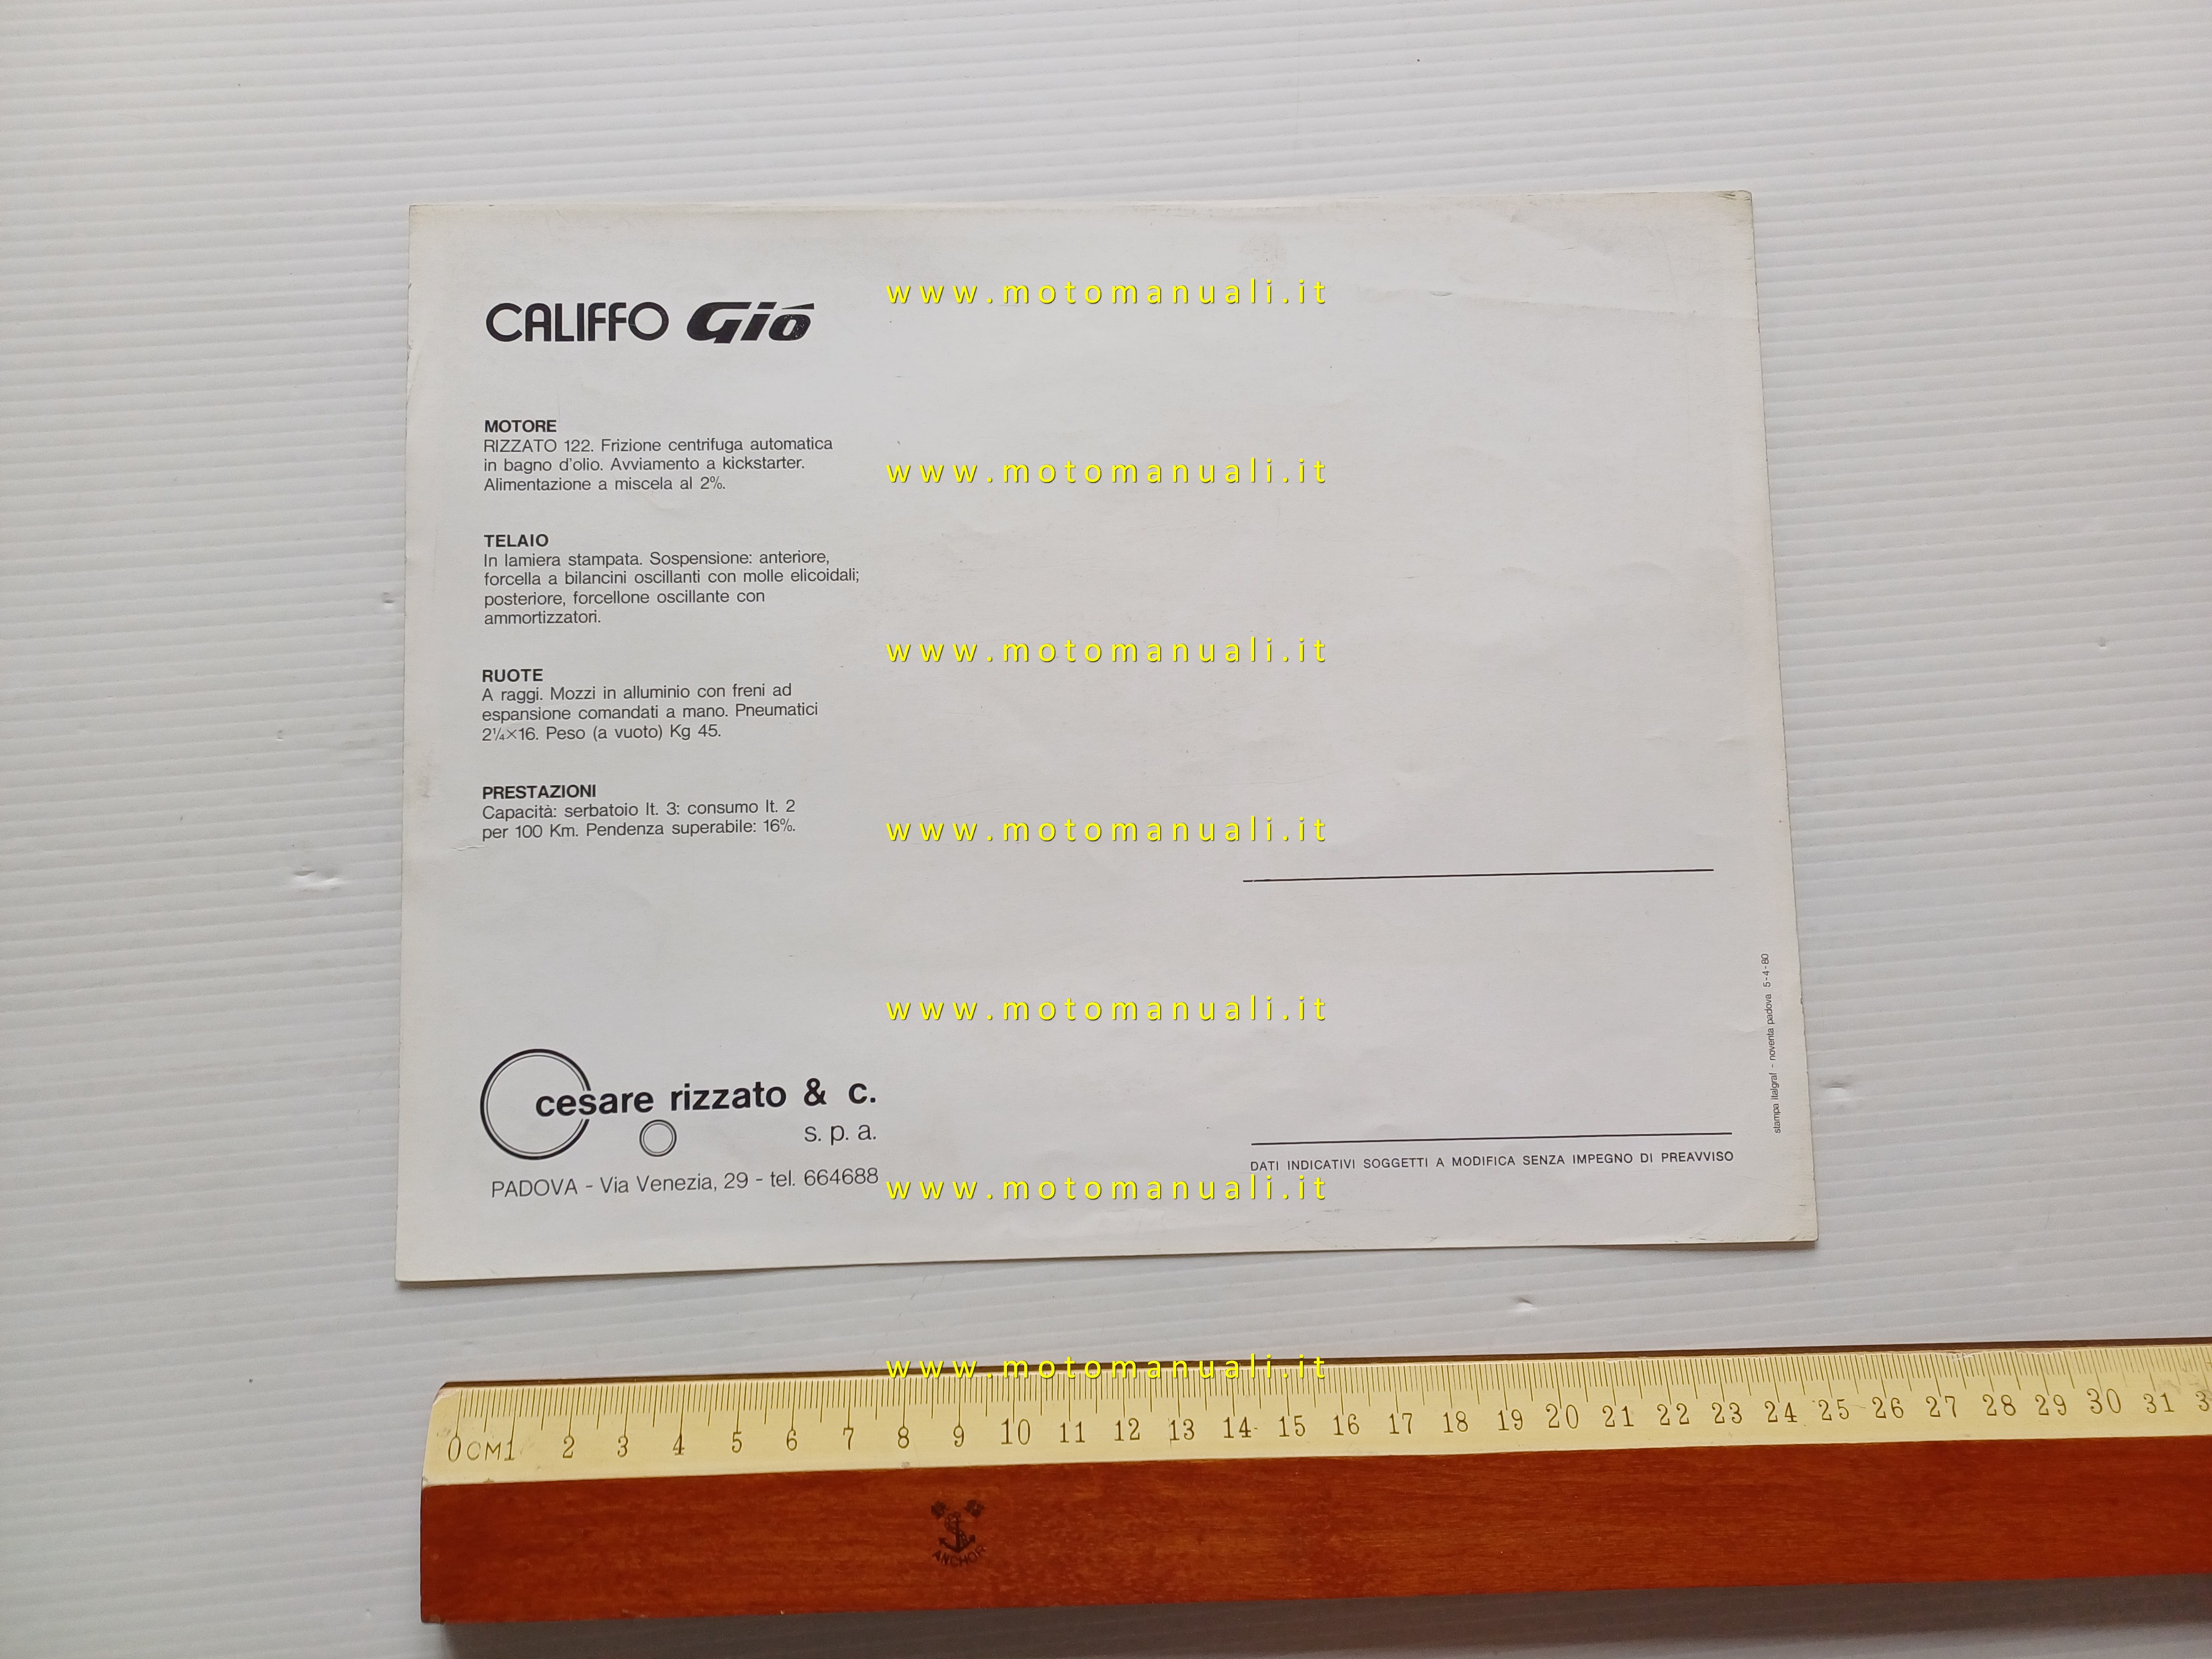 CALIFFO Gió
MOTORE
RIZZATO 122. Frizione centrifuga automatica
in bagno d'olio. Avviamento a kickstarter.
Alimentazione a miscela al 2%.
TELAIO
In lamiera stampata. Sospensione: anteriore,
forcella a bilancini oscillanti con molle elicoidali;
posteriore, forcellone oscillante con
ammortizzatori.
RUOTE
A raggi. Mozzi in alluminio con freni ad
espansione comandati a mano. Pneumatici
2¼×16. Peso (a vuoto) Kg 45.
PRESTAZIONI
Capacità: serbatoio lt. 3: consumo lt. 2
per 100 Km. Pendenza superabile: 16%.
cesare rizzato & c.
s. p. a.
PADOVA - Via Venezia, 29 - tel. 664688
DATI INDICATIVI SOGGETTI A MODIFICA SENZA IMPEGNO DI PREAVVISO
stampa italgraf - noventa padova 5-4-80
www.motomanuali.it
www.motomanuali.it
www.motomanuali.it
www.motomanuali.it
www.motomanuali.it
www.motomanuali.it
www.motomanuali.it
0CM1 2 3 4 5 6 7 8 9 10 11 12 13 14 15 16 17 18 19 20 21 22 23 24 25 26 27 28 29 30 31 3
ANCHOR